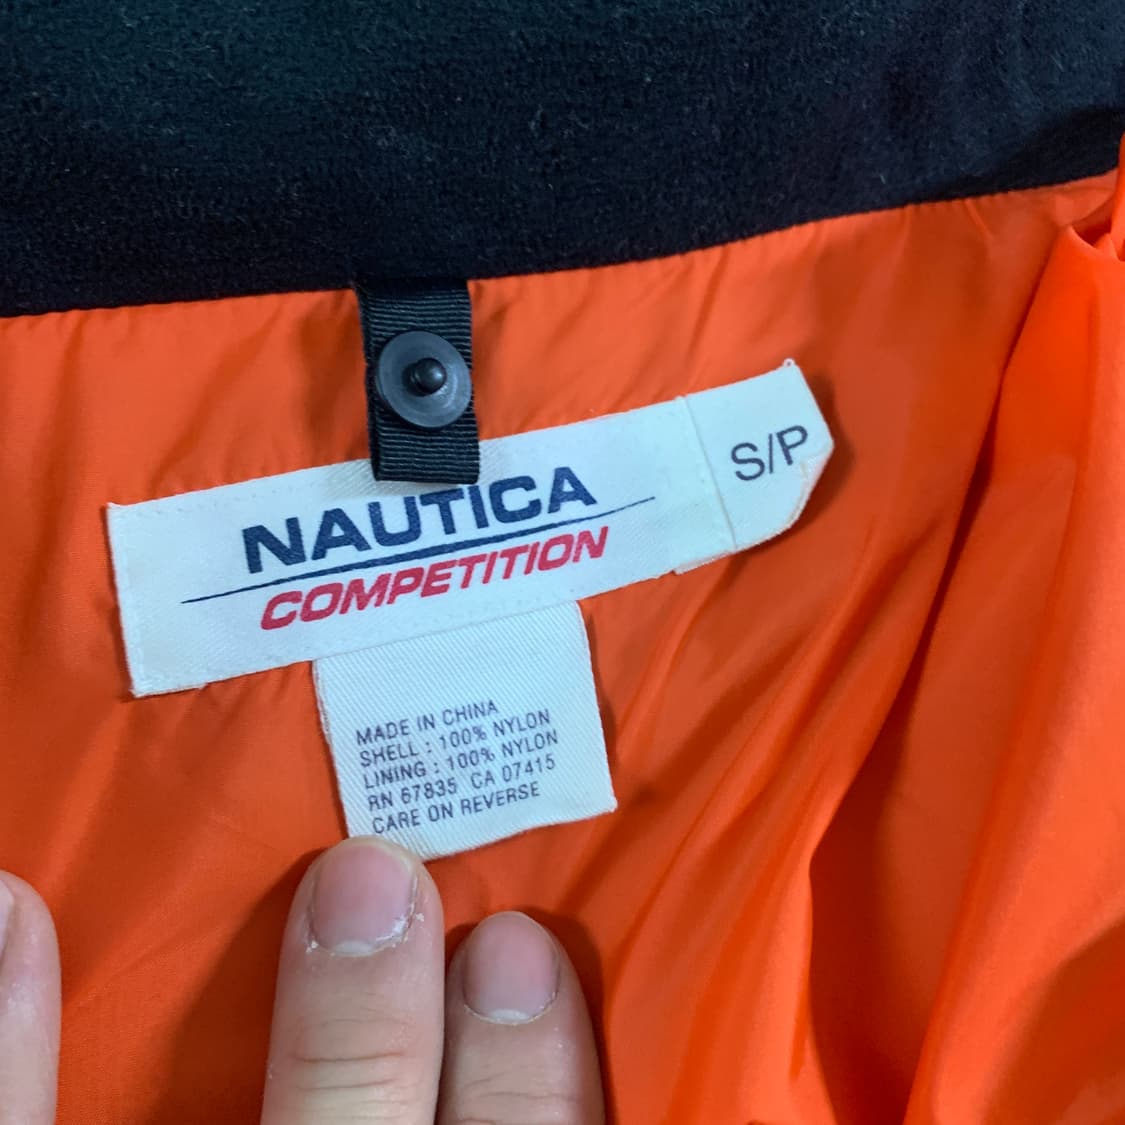 NAUTICA
COMPETITION
S/P
MADE IN CHINA
SHELL : 100% NYLON
LINING : 100% NYLON
RN 67835 CA 07415
CARE ON REVERSE